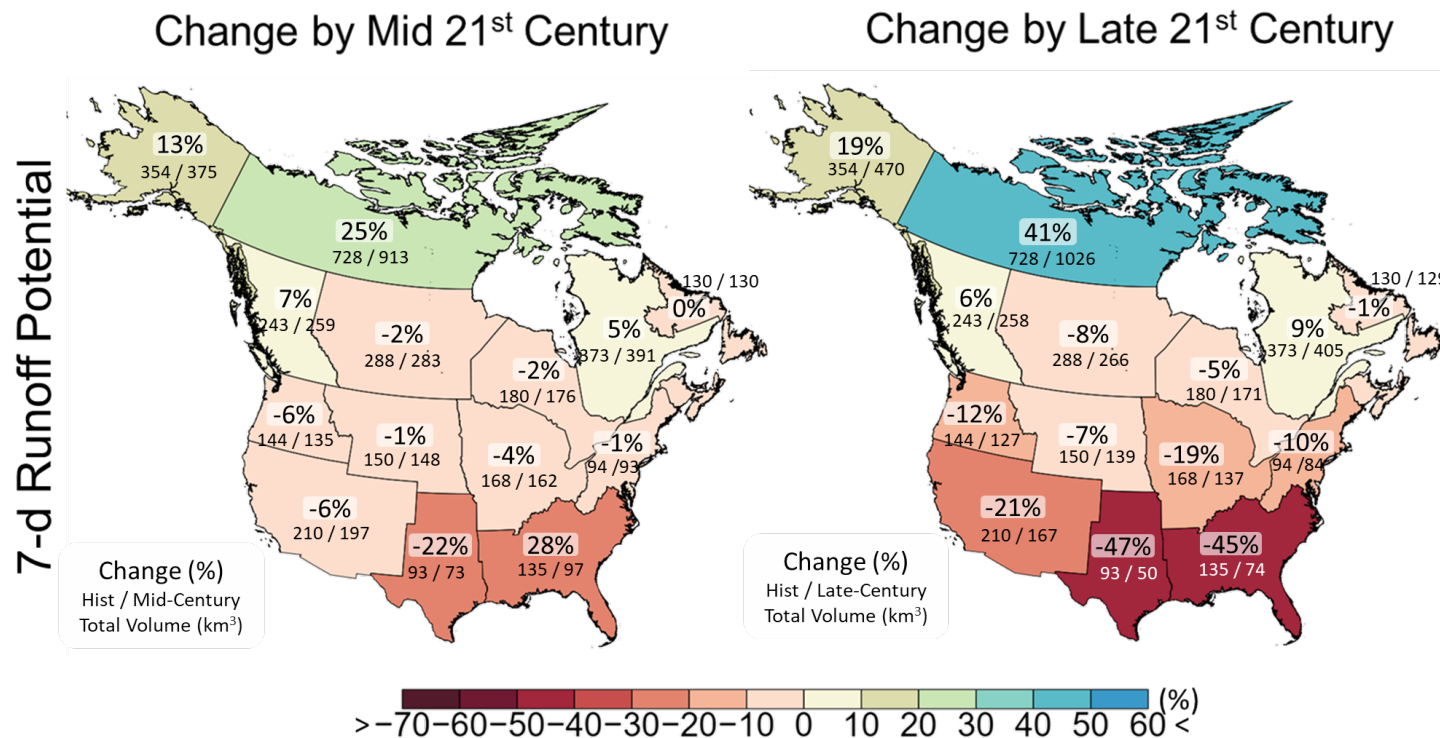 Change by Mid 21st Century
Change by Late 21st Century
7-d Runoff Potential
13%
354 / 375
25%
728 / 913
7%
243 / 259
-2%
288 / 283
-2%
180 / 176
5%
373 / 391
130 / 130
0%
-6%
144 / 135
-1%
150 / 148
-4%
168 / 162
-1%
94 / 93
-6%
210 / 197
-22%
93 / 73
28%
135 / 97
Change (%)
Hist / Mid-Century
Total Volume (km3)
19%
354 / 470
41%
728 / 1026
6%
243 / 258
-8%
288 / 266
-5%
180 / 171
9%
373 / 405
130 / 129
-1%
-12%
144 / 127
-7%
150 / 139
-19%
168 / 137
-10%
94 /84
-21%
210 / 167
-47%
93 / 50
-45%
135 / 74
Change (%)
Hist / Late-Century
Total Volume (km3)
(%)
>−70−60−50−40−30−20−10 0 10 20 30 40 50 60 <